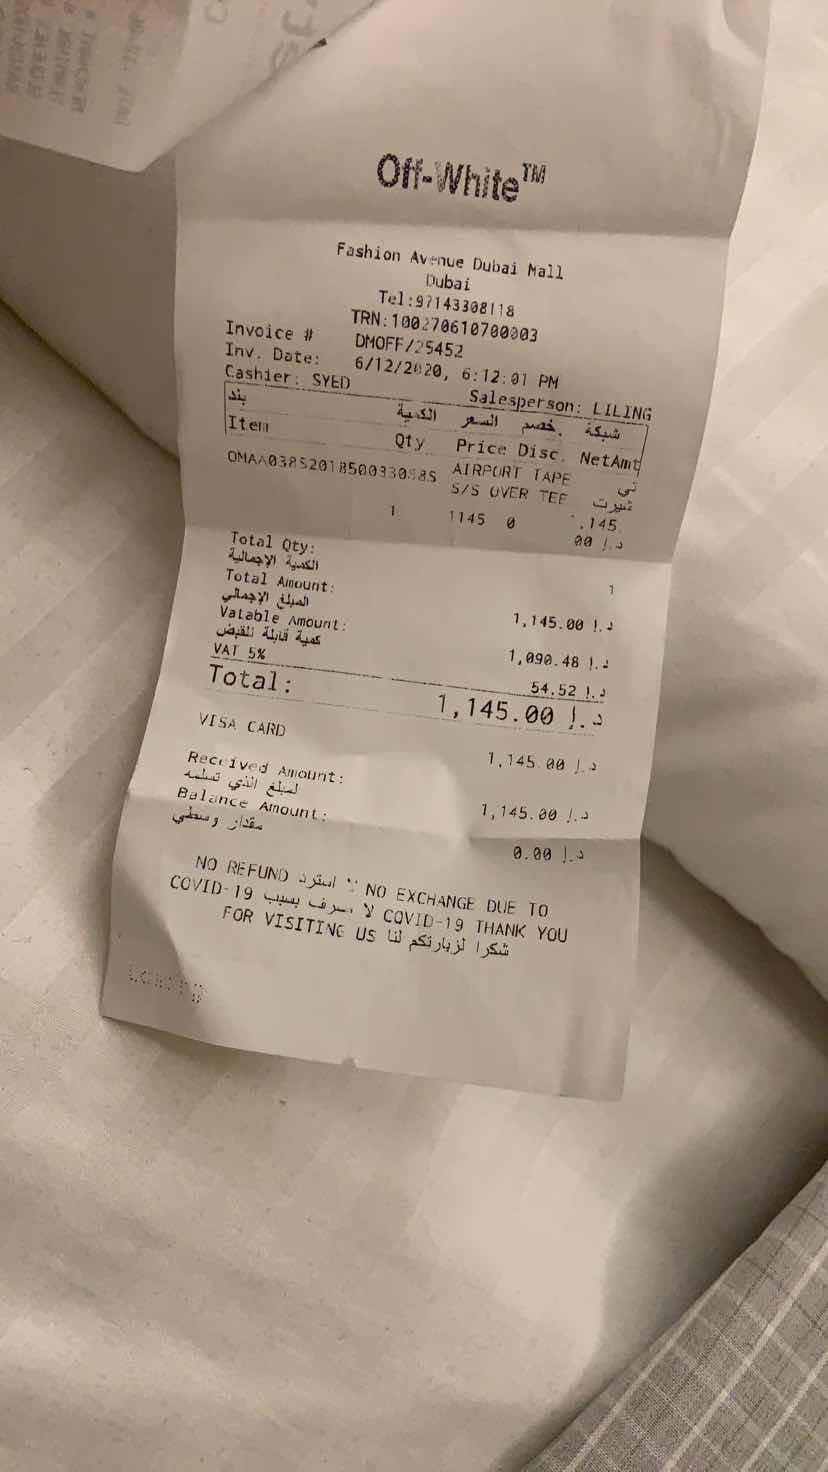 Off-White™
Fashion Avenue Dubai Mall
Dubai
Tel:97143308118
TRN:100270610700003
Invoice # DMOFF/25452
Inv. Date: 6/12/2020, 6:12:01 PM
Cashier: SYED Salesperson: LILING
بند الكمية السعر خصم. شبكة
Item Qty Price Disc. NetAmt
AIRPORT TAPE تي
S/S OVER TEE شيرت
1 1145 0 ,145.
00 د.إ
Total Qty: 1
الكمية الإجمالية
Total Amount: 1,145.00 د.إ
المبلغ الإجمالي
Vatable Amount: 1,090.48 د.إ
كمية قابلة للقبض
VAT 5% 54.52 د.إ
Total: 1,145.00 د.إ
VISA CARD 1,145.00 د.إ
Received Amount: 1,145.00 د.إ
لمبلغ الذي تسلمه
Balance Amount: 0.00 د.إ
مقدار وسطي
NO REFUND لا استرد NO EXCHANGE DUE TO
COVID-19 لا صرف بسبب COVID-19 THANK YOU
FOR VISITING US شكرا لزيارتكم لنا